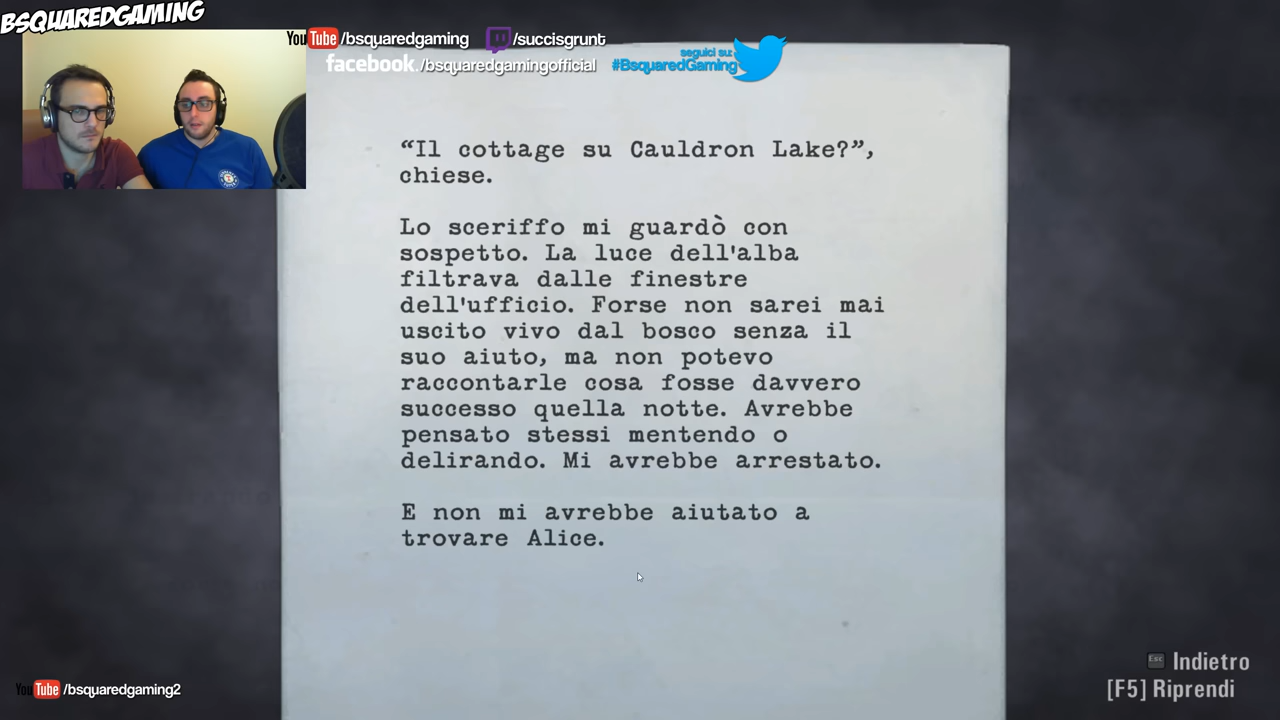 BSQUAREDGAMING
YouTube /bsquaredgaming
/succisgrunt
facebook. /bsquaredgamingofficial
seguici su:
#BsquaredGaming
“Il cottage su Cauldron Lake?”,
chiese.
Lo sceriffo mi guardò con
sospetto. La luce dell'alba
filtrava dalle finestre
dell'ufficio. Forse non sarei mai
uscito vivo dal bosco senza il
suo aiuto, ma non potevo
raccontarle cosa fosse davvero
successo quella notte. Avrebbe
pensato stessi mentendo o
delirando. Mi avrebbe arrestato.
E non mi avrebbe aiutato a
trovare Alice.
Esc Indietro
[F5] Riprendi
YouTube /bsquaredgaming2